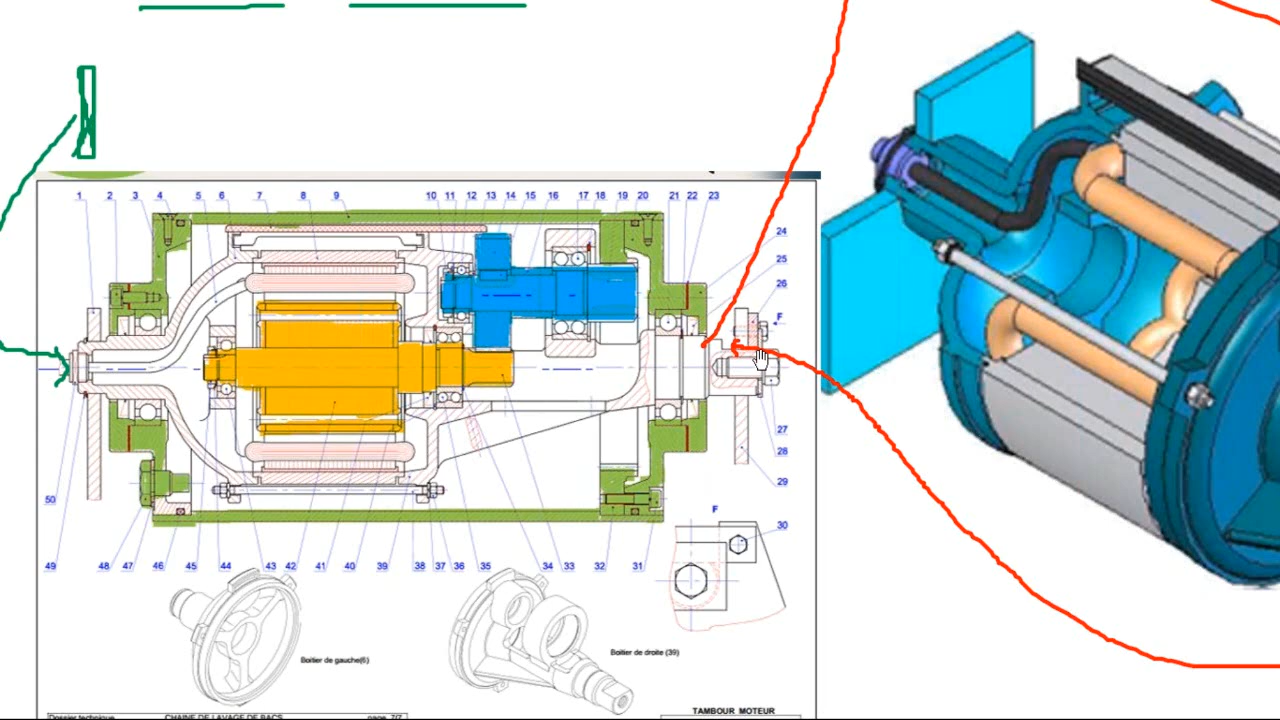 1 2 3 4 5 6 7 8 9 10 11 12 13 14 15 16 17 18 19 20 21 22 23
24
25
26
F
27
28
29
50
F
30
49 48 47 46 45 44 43 42 41 40 39 38 37 36 35 34 33 32 31
Boitier de gauche(6)
Boitier de droite (39)
TAMBOUR MOTEUR
Dossier technique CHAINE DE LAVAGE DE BACS page 7/7